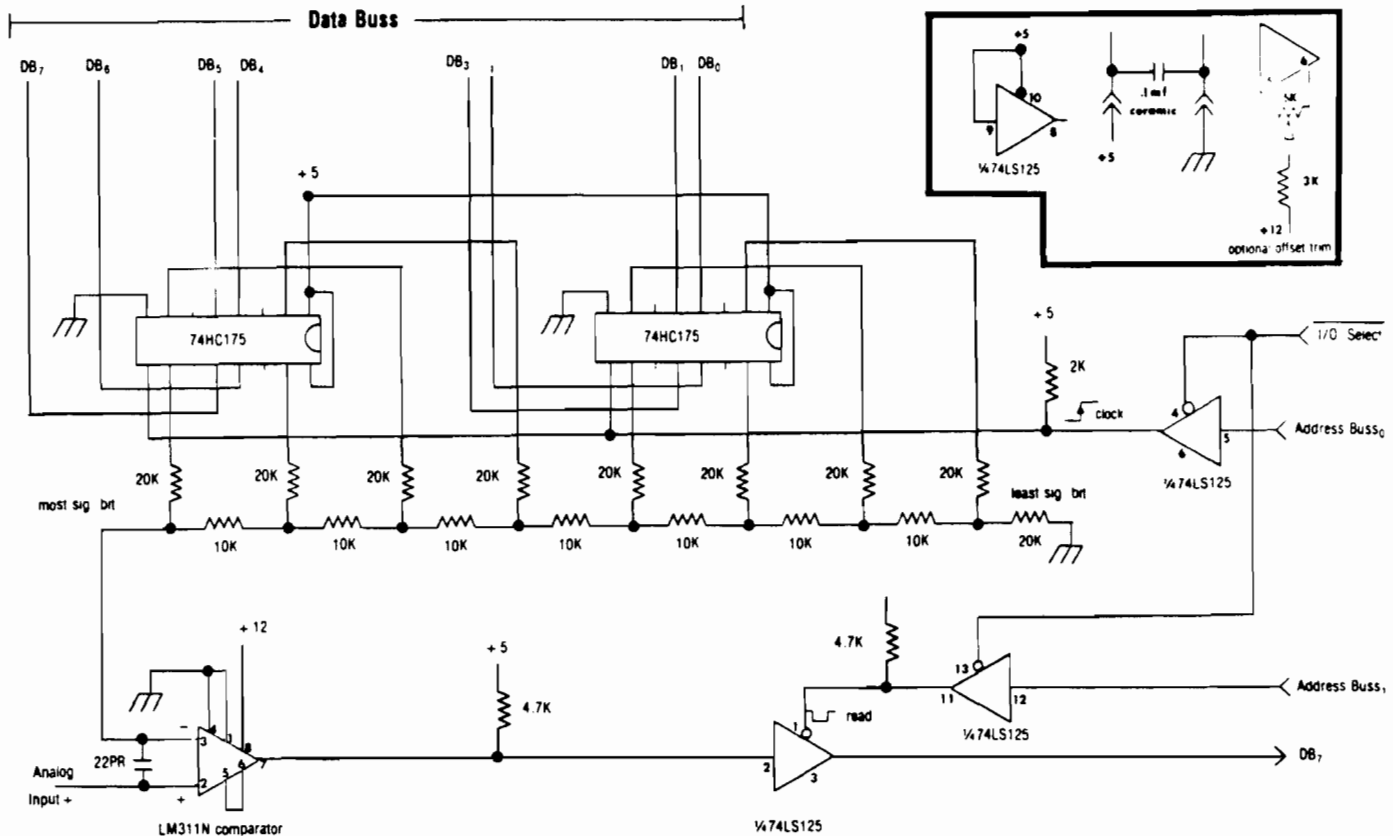 Data Buss
DB7 DB6 DB5 DB4 DB3 DB1 DB0
+5
10
9
8
¼74LS125
.1mf
ceramic
+5
6
5K
3K
+12
optional offset trim
+5
74HC175
74HC175
+5
2K
clock
I/O Select
4
5
6
Address Buss0
¼74LS125
20K 20K 20K 20K 20K 20K 20K 20K
most sig bit
least sig bit
10K 10K 10K 10K 10K 10K 10K 20K
+12
+5
4.7K
4.7K
13
11
12
Address Buss1
¼74LS125
1
read
2
3
DB7
¼74LS125
−
3
4
1
8
7
5
6
2
+
22PR
Analog
Input +
LM311N comparator